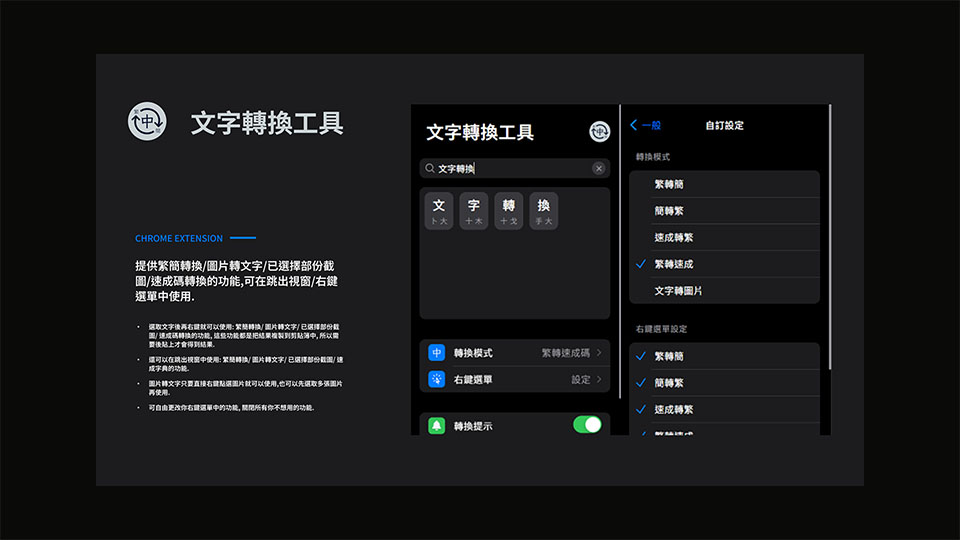 文字轉換工具
CHROME EXTENSION
提供繁簡轉換/圖片轉文字/已選擇部份截
圖/速成碼轉換的功能,可在跳出視窗/右鍵
選單中使用.
• 選取文字後再右鍵就可以使用: 繁簡轉換/ 圖片轉文字/ 已選擇部份截
圖/ 速成碼轉換的功能, 這些功能都是把結果複製到剪貼簿中, 所以需
要後貼上才會得到結果.
• 還可以在跳出視窗中使用: 繁簡轉換/ 圖片轉文字/ 已選擇部份截圖/ 速
成字典的功能.
• 圖片轉文字只要直接右鍵點選圖片就可以使用,也可以先選取多張圖片
再使用.
• 可自由更改你右鍵選單中的功能, 關閉所有你不想用的功能.
文字轉換工具
中
文字轉換
文 字 轉 換
卜大 十木 十戈 手大
中 轉換模式 繁轉速成碼
右鍵選單 設定
轉換提示
一般 自訂設定
轉換模式
繁轉簡
簡轉繁
速成轉繁
繁轉速成
文字轉圖片
右鍵選單設定
繁轉簡
簡轉繁
速成轉繁
繁轉速成